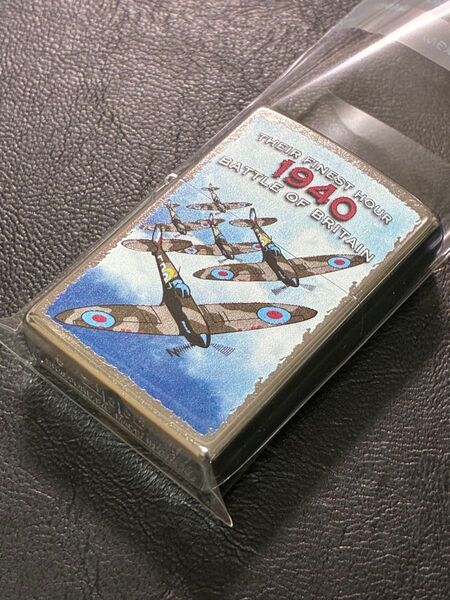 THEIR FINEST HOUR
1940
BATTLE OF BRITAIN